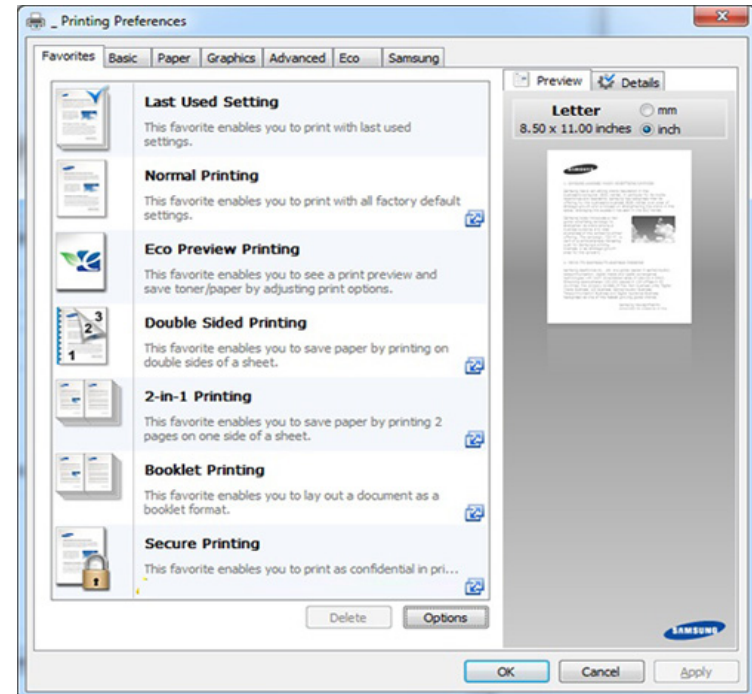 _ Printing Preferences
Favorites Basic Paper Graphics Advanced Eco Samsung
Last Used Setting
This favorite enables you to print with last used
settings.
Normal Printing
This favorite enables you to print with all factory default
settings.
Eco Preview Printing
This favorite enables you to see a print preview and
save toner/paper by adjusting print options.
1 2 3
Double Sided Printing
This favorite enables you to save paper by printing on
double sides of a sheet.
2-in-1 Printing
This favorite enables you to save paper by printing 2
pages on one side of a sheet.
Booklet Printing
This favorite enables you to lay out a document as a
booklet format.
Secure Printing
This favorite enables you to print as confidential in pri...
Delete Options
Preview Details
Letter mm
8.50 x 11.00 inches inch
SAMSUNG
OK Cancel Apply